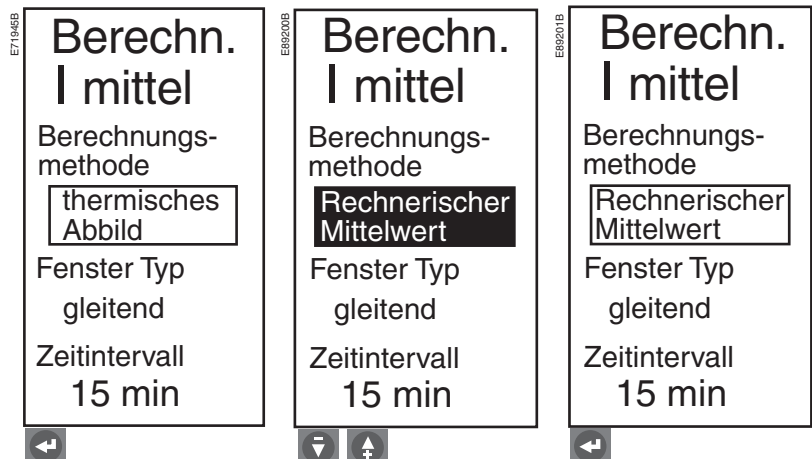 E71945B
Berechn.
I mittel
Berechnungs-
methode
thermisches
Abbild
Fenster Typ
gleitend
Zeitintervall
15 min
E89200B
Berechn.
I mittel
Berechnungs-
methode
Rechnerischer
Mittelwert
Fenster Typ
gleitend
Zeitintervall
15 min
E89201B
Berechn.
I mittel
Berechnungs-
methode
Rechnerischer
Mittelwert
Fenster Typ
gleitend
Zeitintervall
15 min